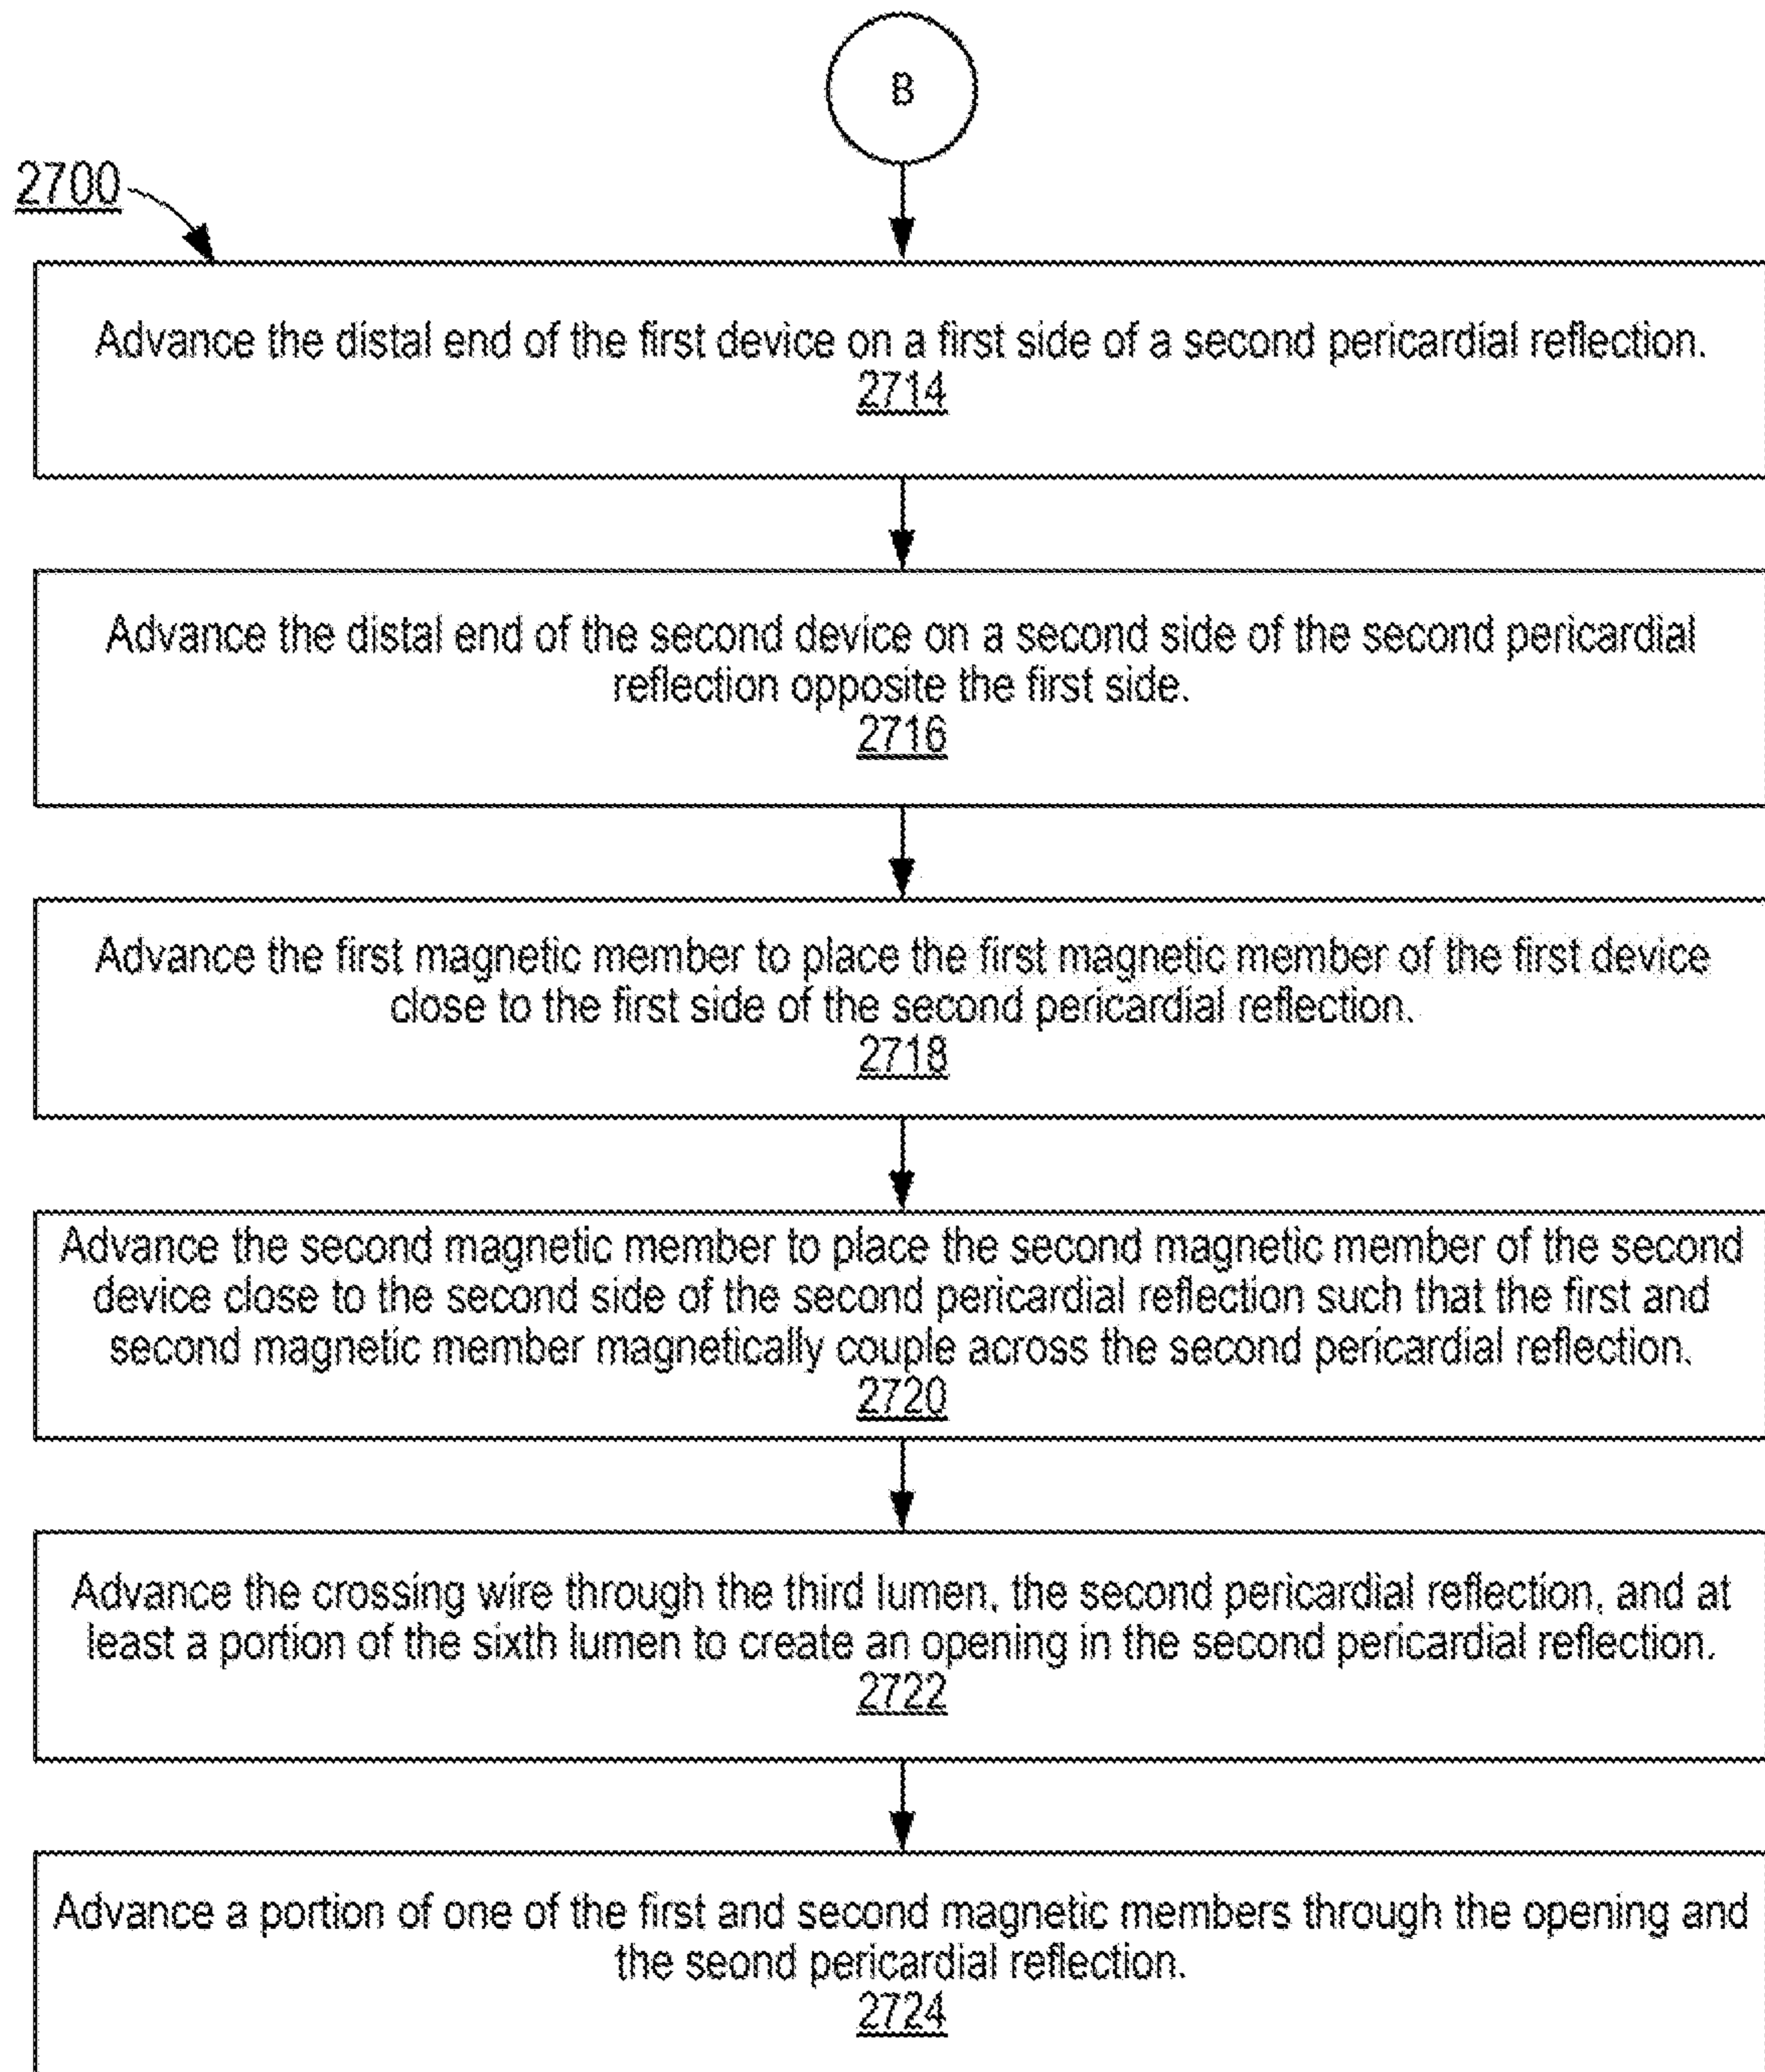 B
2700
Advance the distal end of the first device on a first side of a second pericardial reflection.
2714
Advance the distal end of the second device on a second side of the second pericardial
reflection opposite the first side.
2716
Advance the first magnetic member to place the first magnetic member of the first device
close to the first side of the second pericardial reflection.
2718
Advance the second magnetic member to place the second magnetic member of the second
device close to the second side of the second pericardial reflection such that the first and
second magnetic member magnetically couple across the second pericardial reflection.
2720
Advance the crossing wire through the third lumen, the second pericardial reflection, and at
least a portion of the sixth lumen to create an opening in the second pericardial reflection.
2722
Advance a portion of one of the first and second magnetic members through the opening and
the seond pericardial reflection.
2724